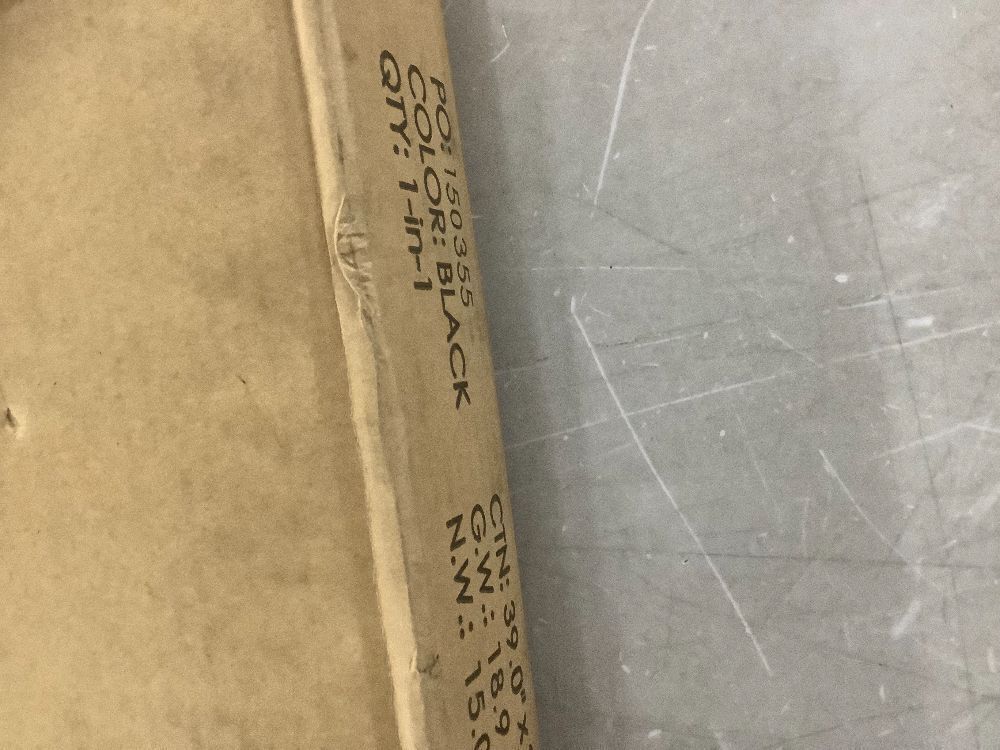 PO: 150355
COLOR: BLACK
QTY: 1-in-1
CTN: 39.0" x
G.W.: 18.9
N.W.: 15.0